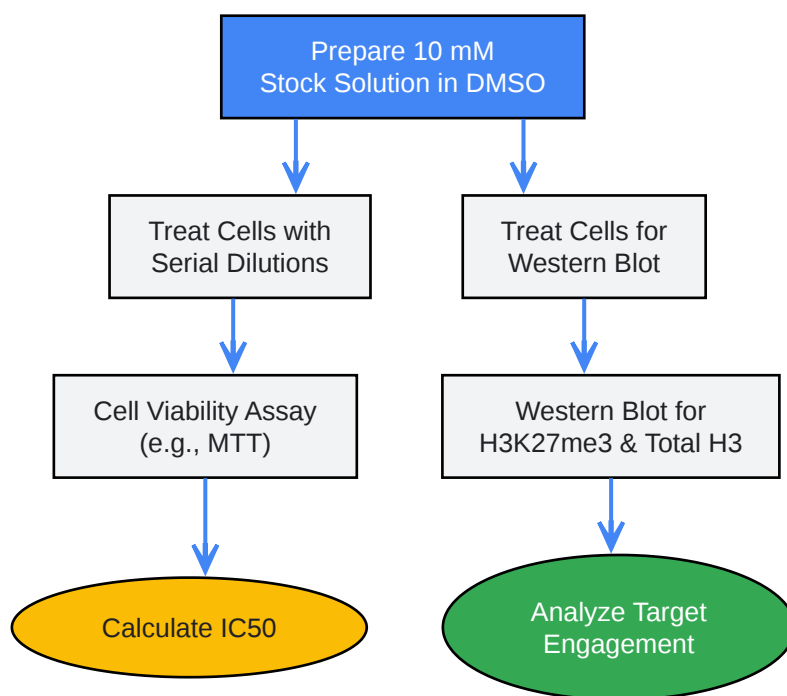 Prepare 10 mM
Stock Solution in DMSO
Treat Cells with
Serial Dilutions
Treat Cells for
Western Blot
Cell Viability Assay
(e.g., MTT)
Western Blot for
H3K27me3 & Total H3
Calculate IC50
Analyze Target
Engagement